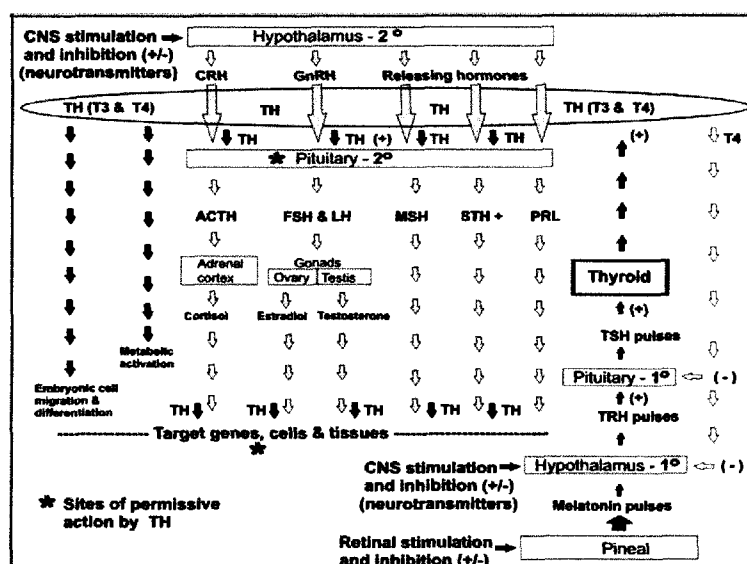 CNS stimulation and inhibition (+/-) (neurotransmitters)
Hypothalamus - 2º
CRH GnRH Releasing hormones
TH (T3 & T4) TH TH TH (T3 & T4)
TH TH (+) TH TH (+) T4
* Pituitary - 2º
ACTH FSH & LH MSH STH + PRL
Adrenal cortex
Gonads
Ovary Testis
Thyroid
Cortisol Estradiol Testosterone
(+)
TSH pulses
Metabolic activation
Pituitary - 1º (-)
Embryonic cell migration & differentiation
(+)
TRH pulses
TH TH TH TH TH
Target genes, cells & tissues
*
CNS stimulation and inhibition (+/-) (neurotransmitters)
Hypothalamus - 1º (-)
* Sites of permissive action by TH
Melatonin pulses
Retinal stimulation and inhibition (+/-)
Pineal